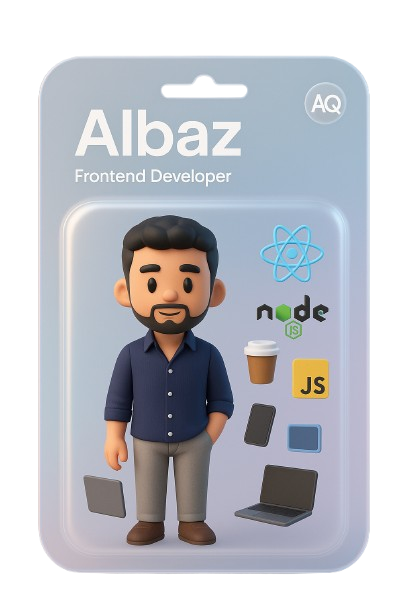 AQ
Albaz
Frontend Developer
node
JS
JS